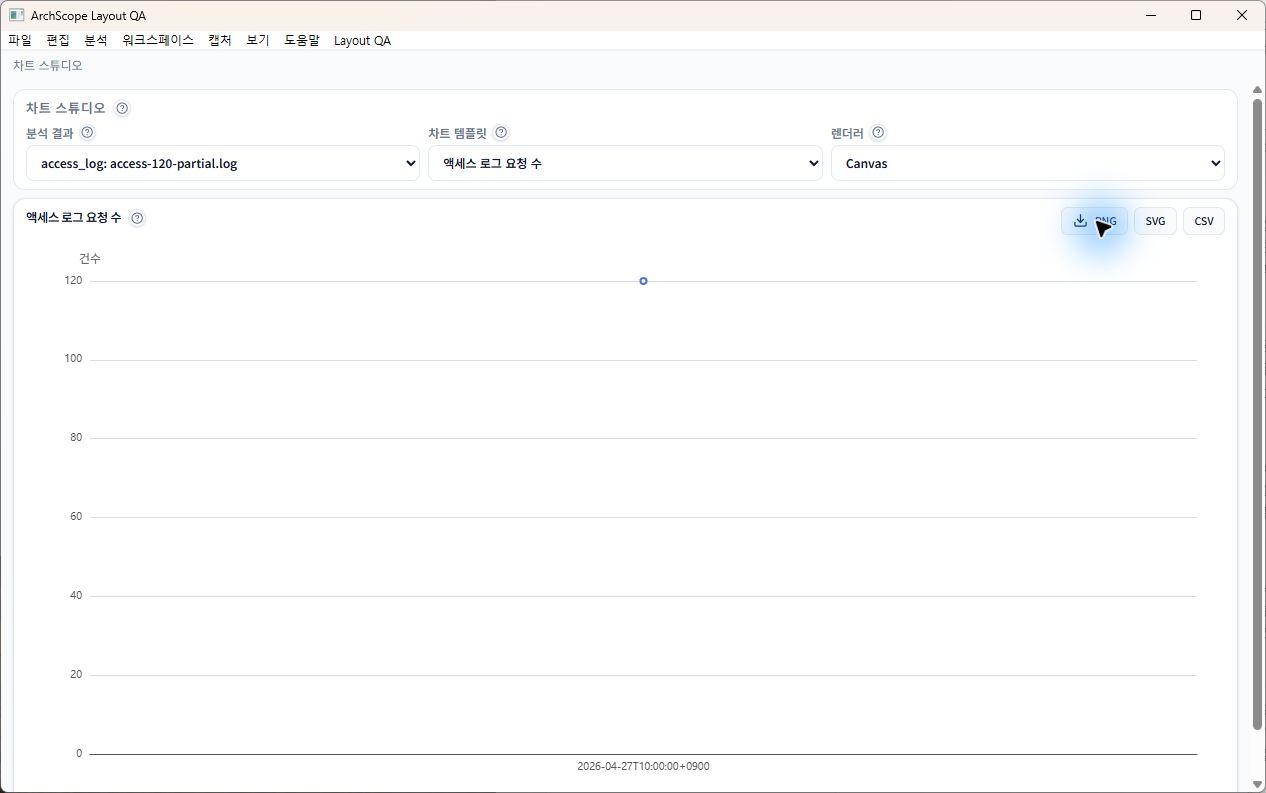 ArchScope Layout QA
파일 편집 분석 워크스페이스 캡처 보기 도움말 Layout QA
차트 스튜디오
차트 스튜디오 ?
분석 결과 ? 차트 템플릿 ? 렌더러 ?
access_log: access-120-partial.log 액세스 로그 요청 수 Canvas
액세스 로그 요청 수 ? PNG SVG CSV
건수
120
100
80
60
40
20
0
2026-04-27T10:00:00+0900